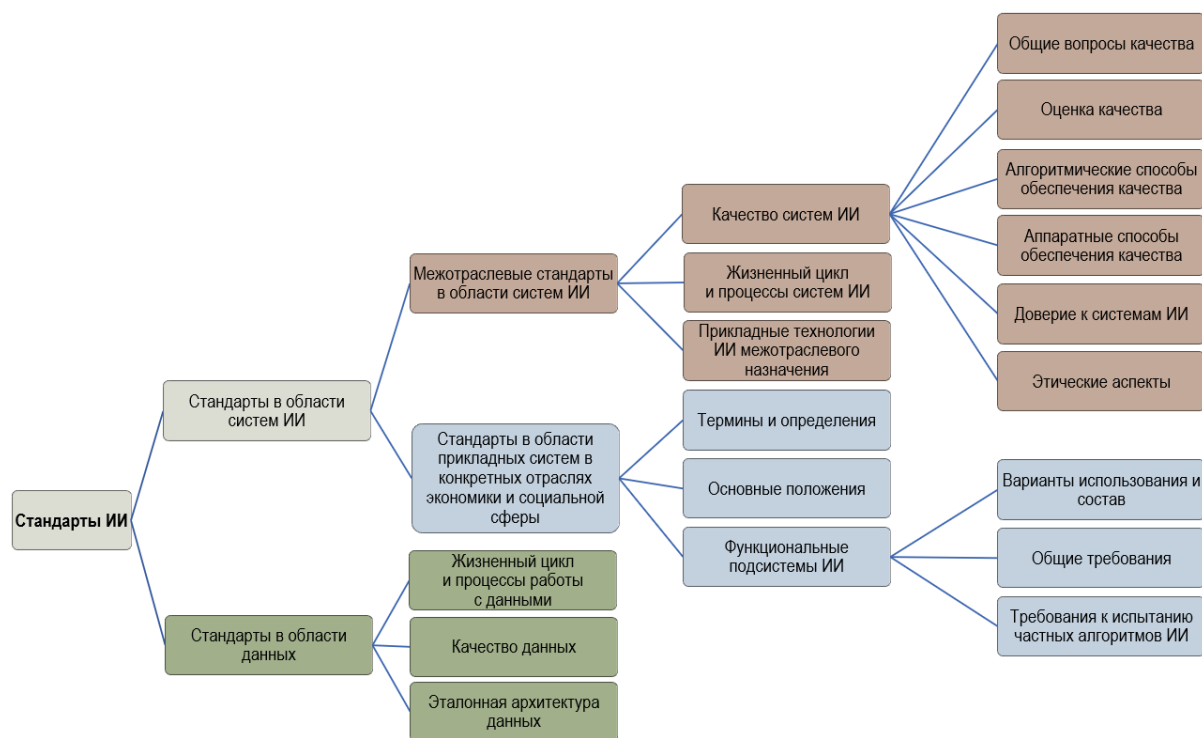 Стандарты ИИ
Стандарты в области
систем ИИ
Стандарты в области
данных
Межотраслевые стандарты
в области систем ИИ
Стандарты в области
прикладных систем в
конкретных отраслях
экономики и социальной
сферы
Жизненный цикл
и процессы работы
с данными
Качество данных
Эталонная архитектура
данных
Качество систем ИИ
Жизненный цикл
и процессы систем ИИ
Прикладные технологии
ИИ межотраслевого
назначения
Термины и определения
Основные положения
Функциональные
подсистемы ИИ
Общие вопросы качества
Оценка качества
Алгоритмические способы
обеспечения качества
Аппаратные способы
обеспечения качества
Доверие к системам ИИ
Этические аспекты
Варианты использования и
состав
Общие требования
Требования к испытанию
частных алгоритмов ИИ